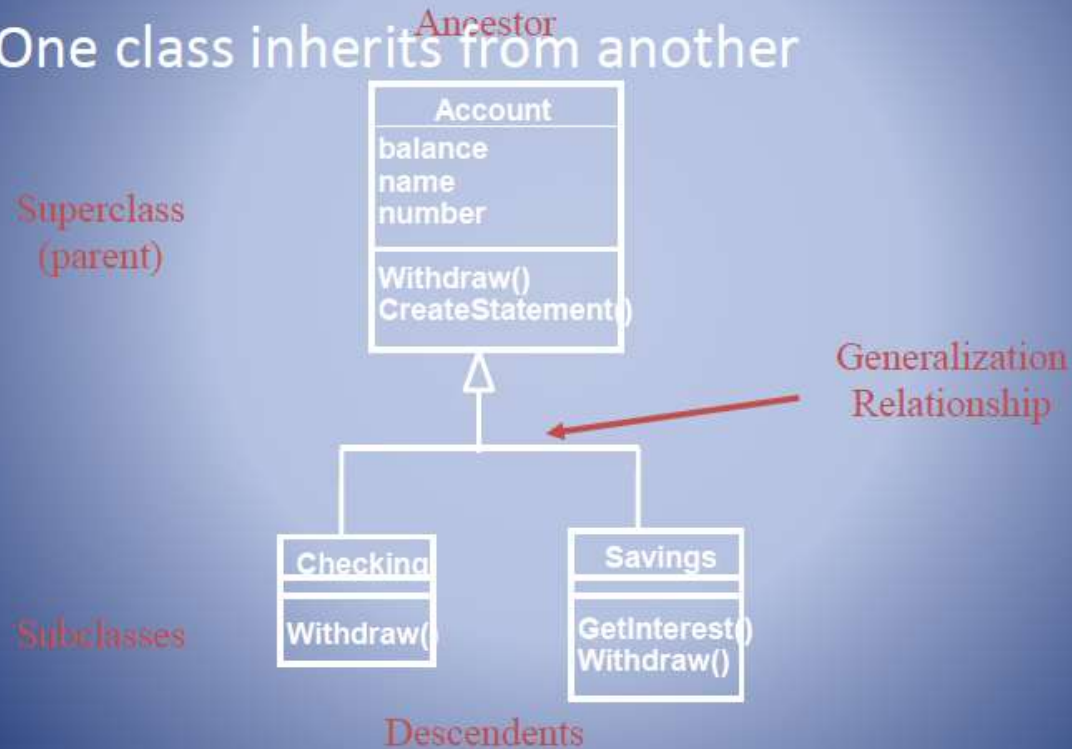 Ancestor
One class inherits from another
Account
balance
name
number
Superclass
(parent)
Withdraw()
CreateStatement()
Generalization
Relationship
Checking
Savings
Subclasses
Withdraw()
GetInterest()
Withdraw()
Descendents